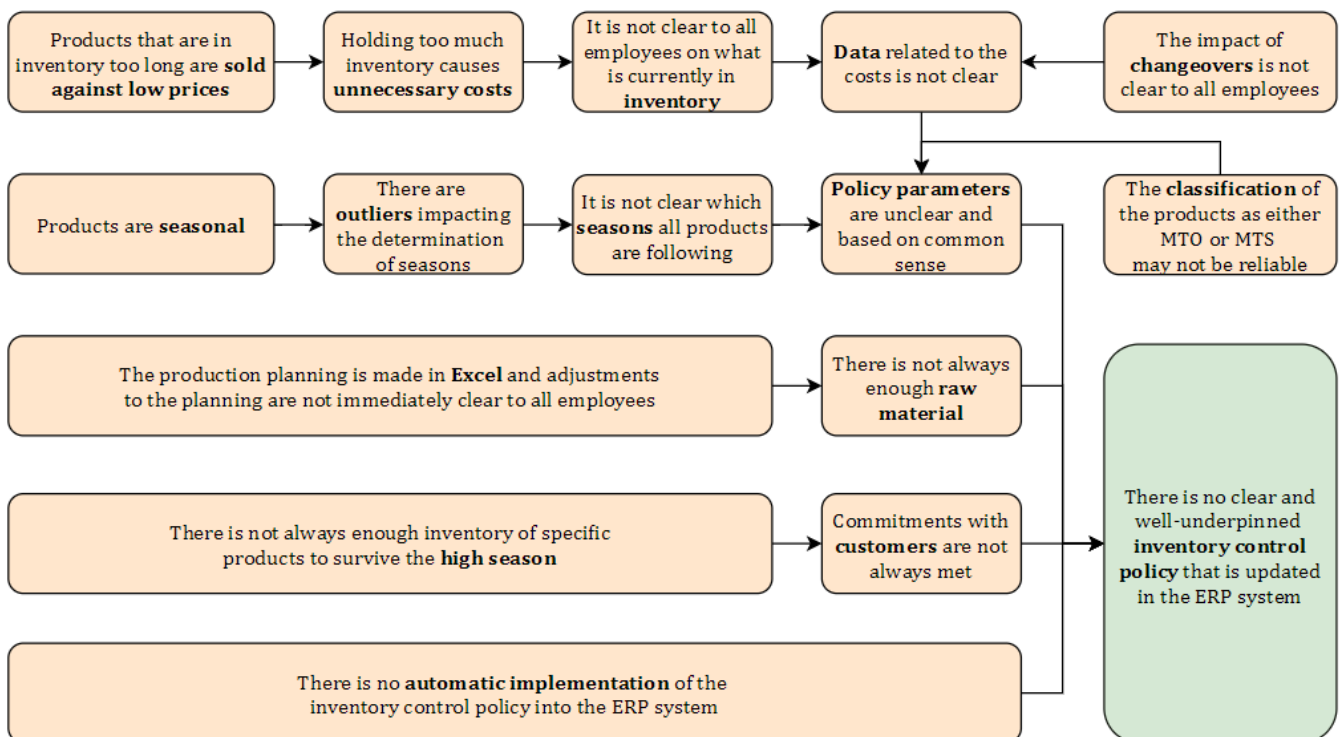 Products that are in
inventory too long are sold
against low prices
Holding too much
inventory causes
unnecessary costs
It is not clear to all
employees on what
is currently in
inventory
Data related to the
costs is not clear
The impact of
changeovers is not
clear to all employees
Products are seasonal
There are
outliers impacting
the determination
of seasons
It is not clear which
seasons all products
are following
Policy parameters
are unclear and
based on common
sense
The classification of
the products as either
MTO or MTS
may not be reliable
The production planning is made in Excel and adjustments
to the planning are not immediately clear to all employees
There is not always
enough raw
material
There is not always enough inventory of specific
products to survive the high season
Commitments with
customers are not
always met
There is no clear and
well-underpinned
inventory control
policy that is updated
in the ERP system
There is no automatic implementation of the
inventory control policy into the ERP system